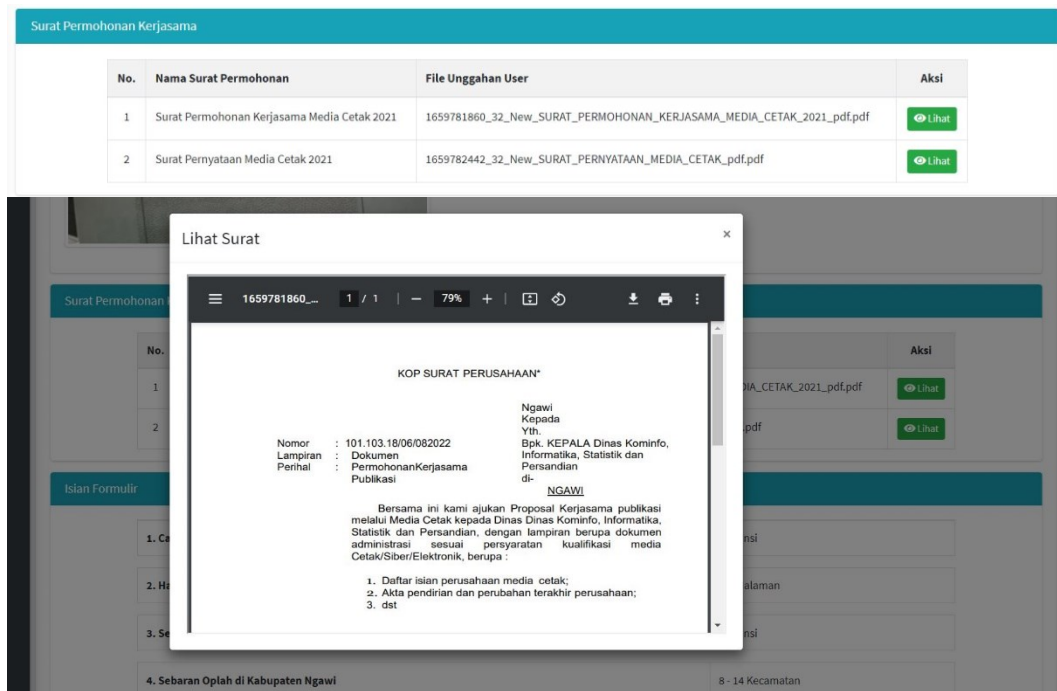 Surat Permohonan Kerjasama
No. Nama Surat Permohonan File Unggahan User Aksi
1 Surat Permohonan Kerjasama Media Cetak 2021 1659781860_32_New_SURAT_PERMOHONAN_KERJASAMA_MEDIA_CETAK_2021_pdf.pdf Lihat
2 Surat Pernyataan Media Cetak 2021 1659782442_32_New_SURAT_PERNYATAAN_MEDIA_CETAK_pdf.pdf Lihat
Lihat Surat ×
1659781860_... 1 / 1 | − 79% + |
KOP SURAT PERUSAHAAN*
Ngawi
Kepada
Yth.
Nomor : 101.103.18/06/082022 Bpk. KEPALA Dinas Kominfo,
Lampiran : Dokumen Informatika, Statistik dan
Perihal : PermohonanKerjasama Persandian
Publikasi di-
NGAWI
Bersama ini kami ajukan Proposal Kerjasama publikasi
melalui Media Cetak kepada Dinas Dinas Kominfo, Informatika,
Statistik dan Persandian, dengan lampiran berupa dokumen
administrasi sesuai persyaratan kualifikasi media
Cetak/Siber/Elektronik, berupa :
1. Daftar isian perusahaan media cetak;
2. Akta pendirian dan perubahan terakhir perusahaan;
3. dst
Surat Permohonan
No. Aksi
1 DIA_CETAK_2021_pdf.pdf Lihat
2 .pdf Lihat
Isian Formulir
1.
2.
3.
4. Sebaran Oplah di Kabupaten Ngawi 8 - 14 Kecamatan